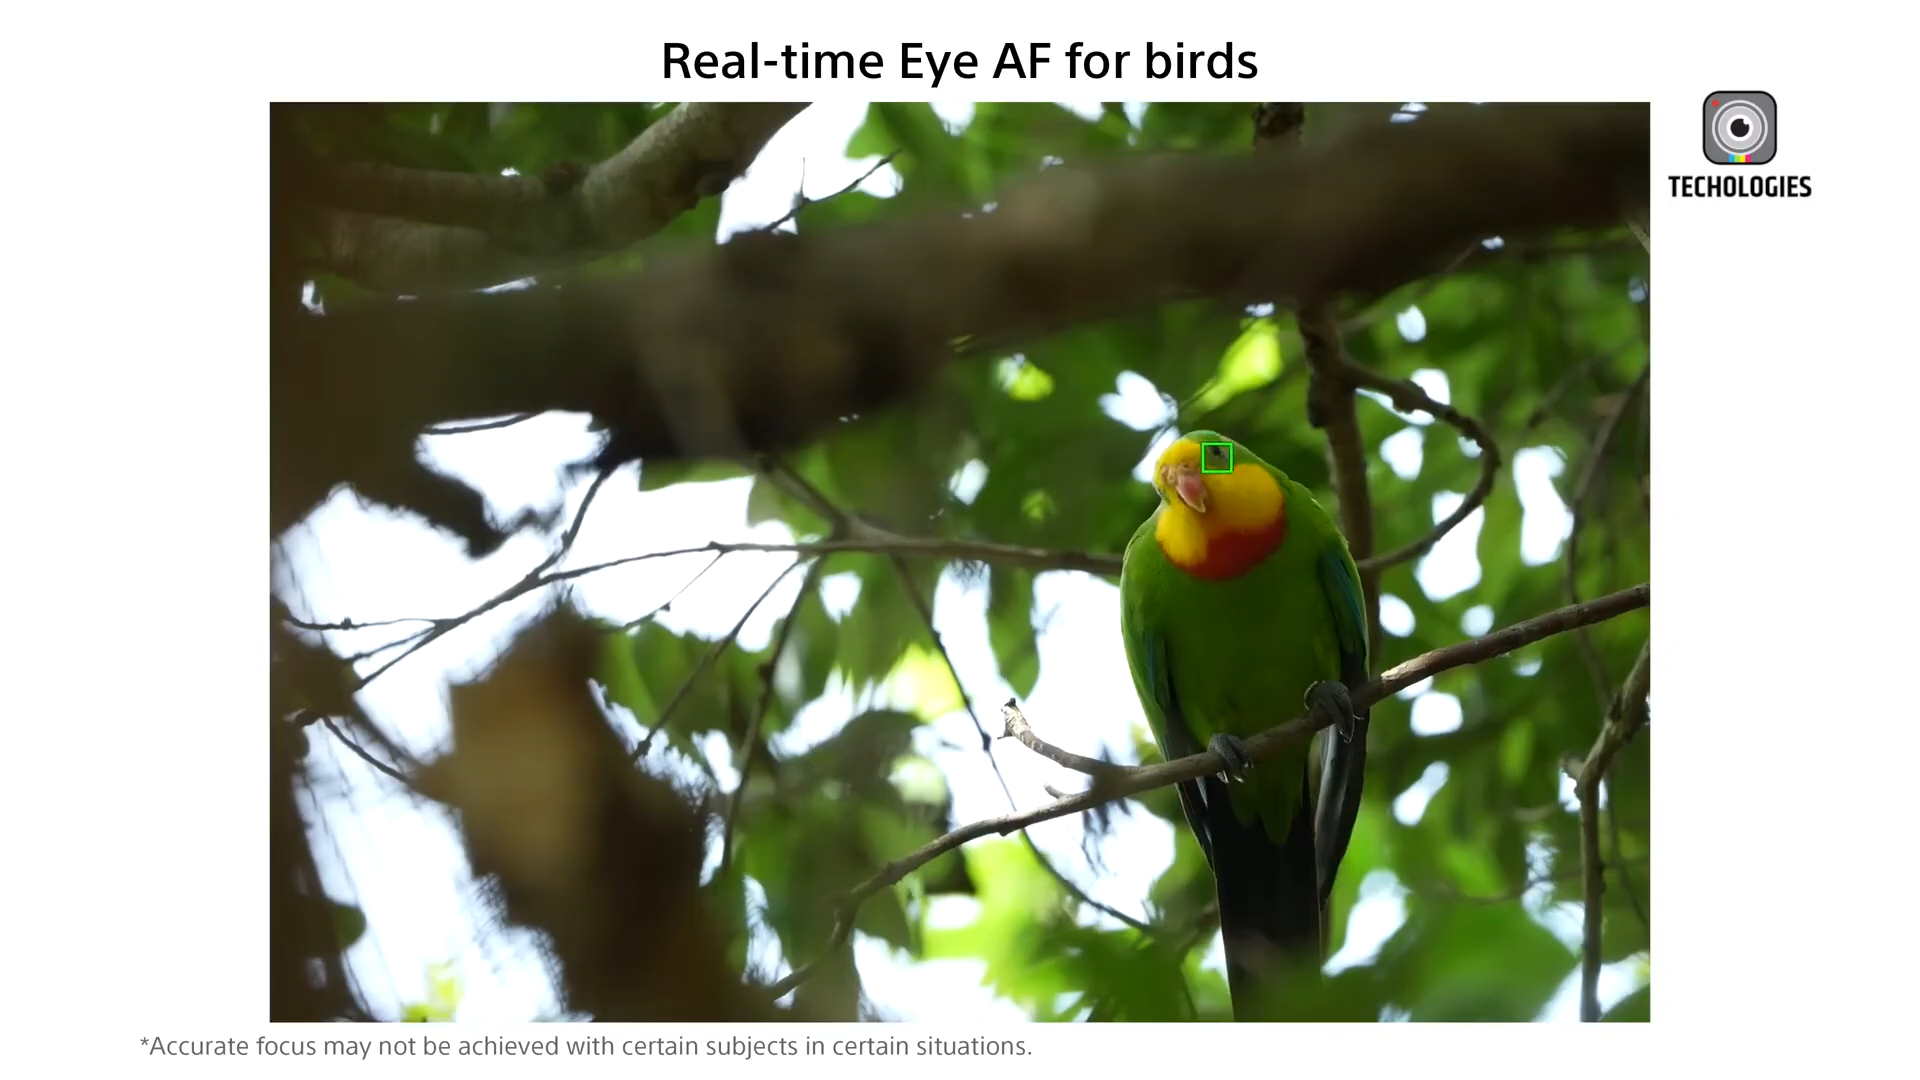 Real-time Eye AF for birds
TECHOLOGIES
*Accurate focus may not be achieved with certain subjects in certain situations.